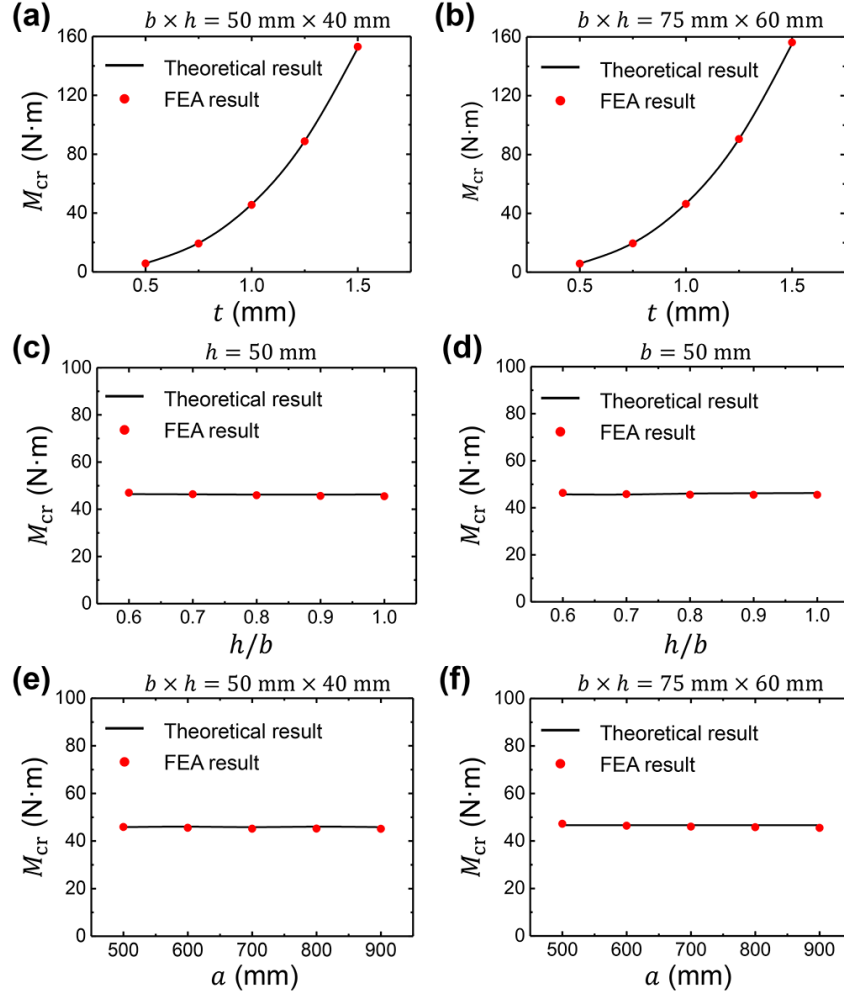 (a)
b × h = 50 mm × 40 mm
160
120
80
40
0
M_cr (N·m)
Theoretical result
FEA result
0.5 1.0 1.5
t (mm)
(b)
b × h = 75 mm × 60 mm
160
120
80
40
0
M_cr (N·m)
Theoretical result
FEA result
0.5 1.0 1.5
t (mm)
(c)
h = 50 mm
100
80
60
40
20
0
M_cr (N·m)
Theoretical result
FEA result
0.6 0.7 0.8 0.9 1.0
h/b
(d)
b = 50 mm
100
80
60
40
20
0
M_cr (N·m)
Theoretical result
FEA result
0.6 0.7 0.8 0.9 1.0
h/b
(e)
b × h = 50 mm × 40 mm
100
80
60
40
20
0
M_cr (N·m)
Theoretical result
FEA result
500 600 700 800 900
a (mm)
(f)
b × h = 75 mm × 60 mm
100
80
60
40
20
0
M_cr (N·m)
Theoretical result
FEA result
500 600 700 800 900
a (mm)